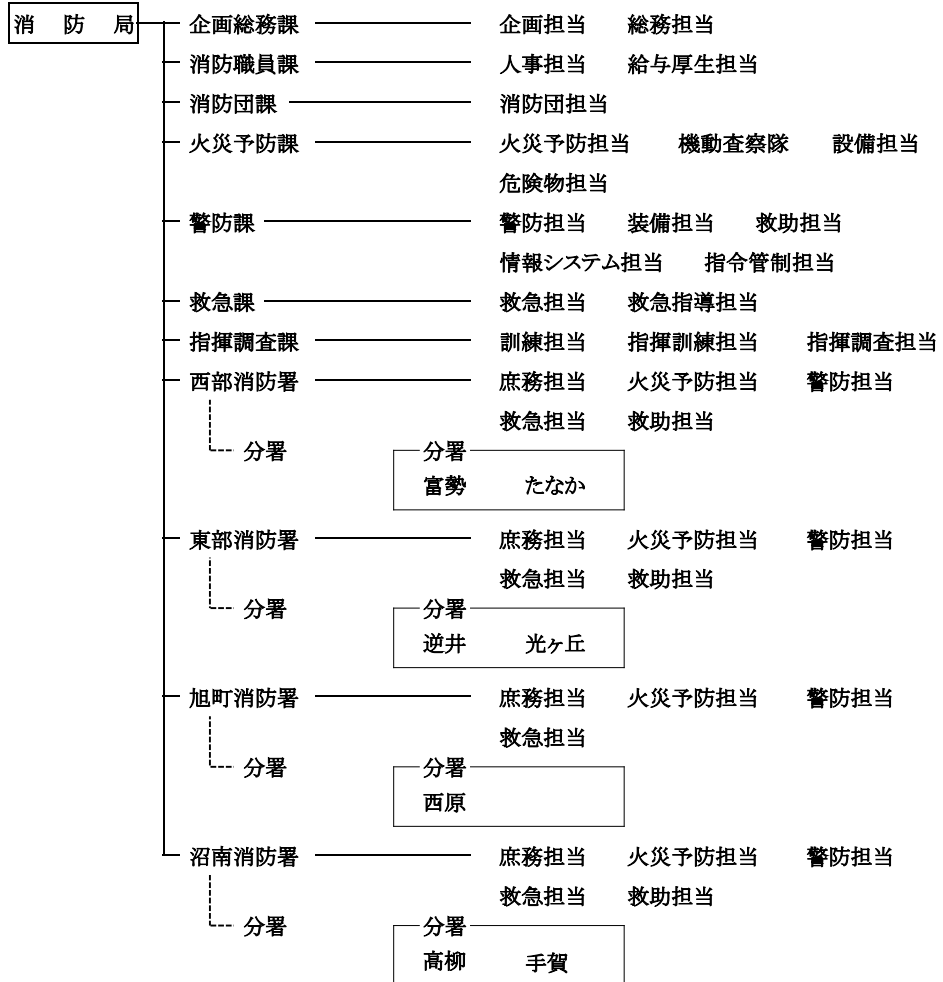 消防局 企画総務課 企画担当 総務担当
消防職員課 人事担当 給与厚生担当
消防団課 消防団担当
火災予防課 火災予防担当 機動査察隊 設備担当
危険物担当
警防課 警防担当 装備担当 救助担当
情報システム担当 指令管制担当
救急課 救急担当 救急指導担当
指揮調査課 訓練担当 指揮訓練担当 指揮調査担当
西部消防署 庶務担当 火災予防担当 警防担当
救急担当 救助担当
分署 分署
富勢 たなか
東部消防署 庶務担当 火災予防担当 警防担当
救急担当 救助担当
分署 分署
逆井 光ヶ丘
旭町消防署 庶務担当 火災予防担当 警防担当
救急担当
分署 分署
西原
沼南消防署 庶務担当 火災予防担当 警防担当
救急担当 救助担当
分署 分署
高柳 手賀